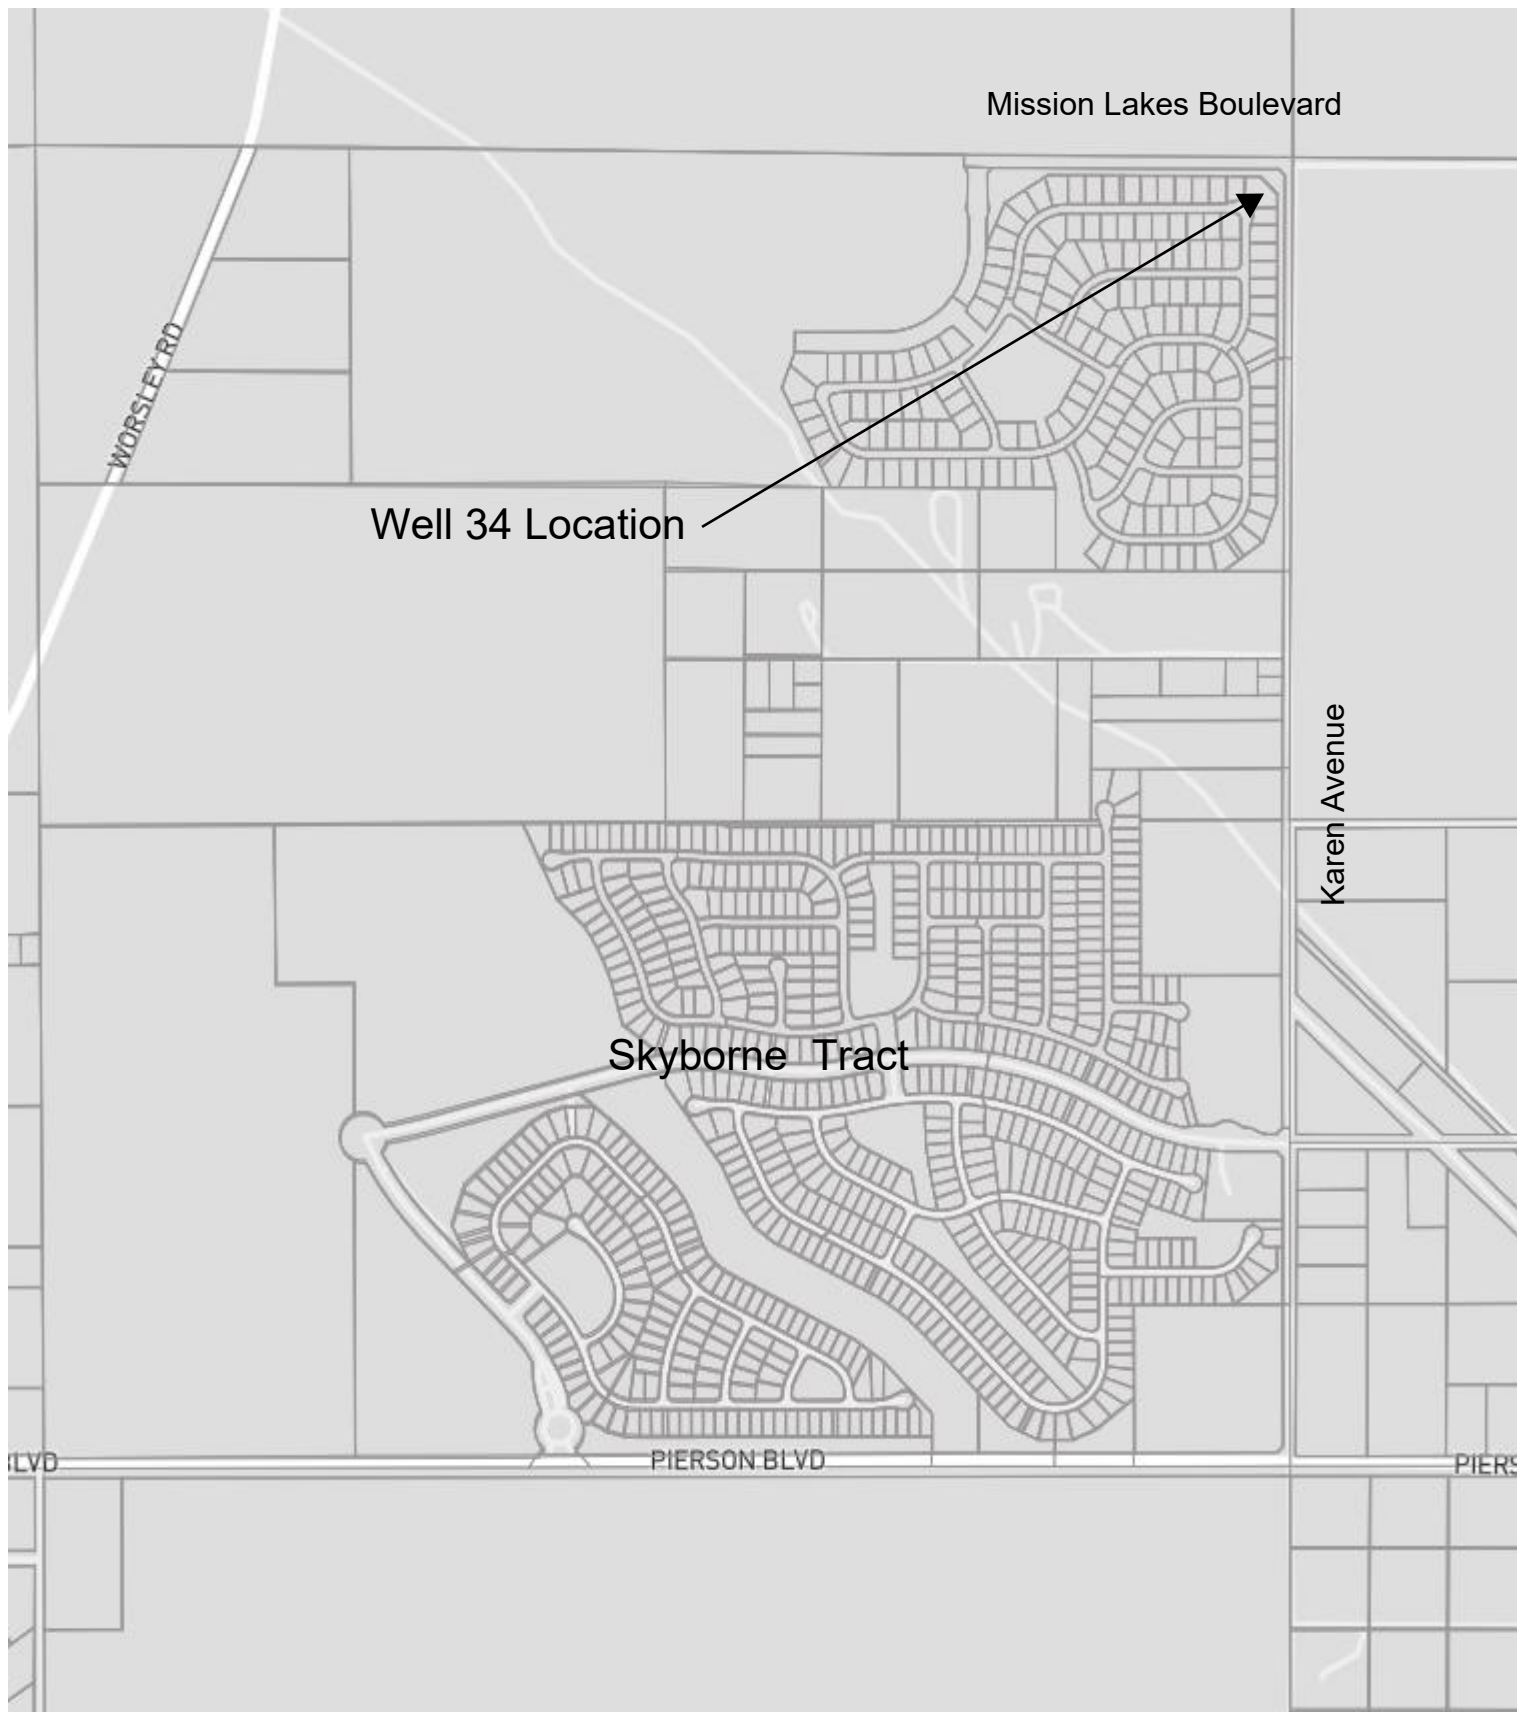 Mission Lakes Boulevard
WORSLEY RD
Well 34 Location
Karen Avenue
Skyborne Tract
LVD
PIERSON BLVD
PIERS